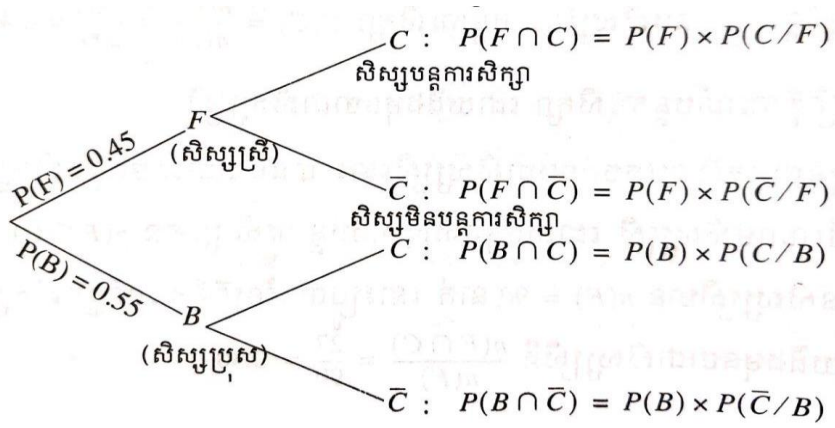 C : P(F ∩ C) = P(F) × P(C/F)
សិស្សបន្តការសិក្សា
F
(សិស្សស្រី)
P(F) = 0.45
C̅ : P(F ∩ C̅) = P(F) × P(C̅/F)
សិស្សមិនបន្តការសិក្សា
C : P(B ∩ C) = P(B) × P(C/B)
P(B) = 0.55
B
(សិស្សប្រុស)
C̅ : P(B ∩ C̅) = P(B) × P(C̅/B)